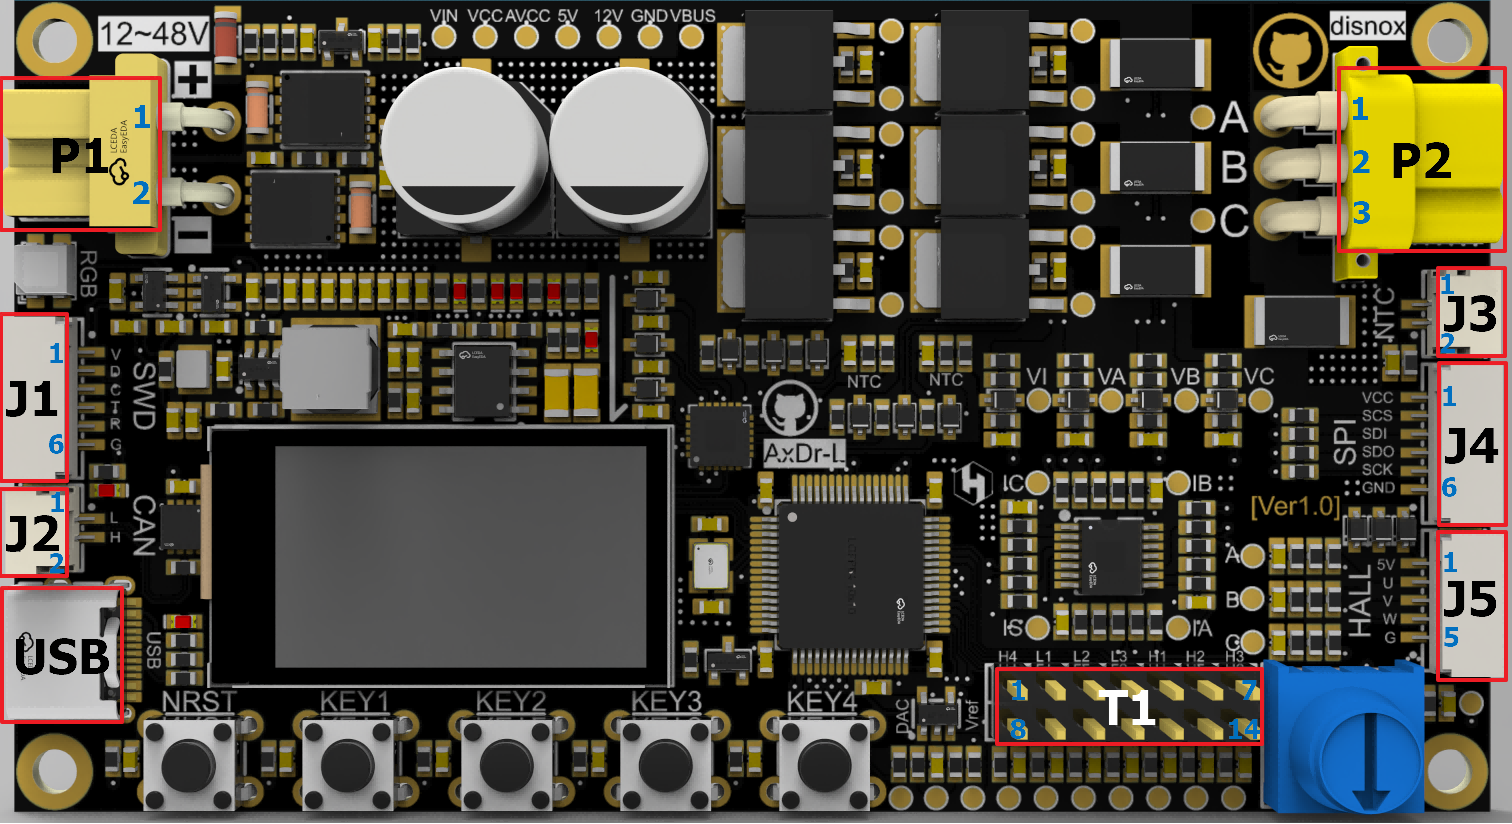 VIN VCC AVCC 5V 12V GND VBUS
disnox
12~48V
+
1
P1
LCEDA
EasyEDA
2
-
A
B
C
1
2
3
P2
RGB
1
J1
6
V
D
C
T
R
G
SWD
LCEDA
EasyEDA
NTC
NTC
VI
VA
VB
VC
1
J3
2
NTC
VCC
SCS
SDI
SDO
SCK
GND
SPI
1
J4
6
AxDr-L
1
J2
2
L
H
CAN
IC
IB
IS
IA
[Ver1.0]
A
B
C
5V
U
V
W
G
HALL
1
J5
5
USB
USB
H4 L1 L2 L3 H1 H2 H3
1
7
T1
8
14
DAC
Vref
NRST
KEY1
KEY2
KEY3
KEY4